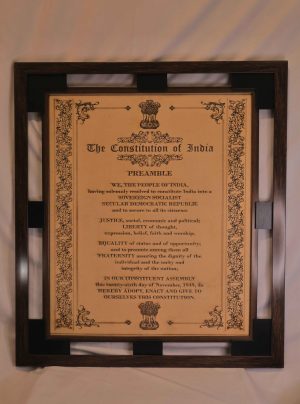 The Constitution of India
PREAMBLE
WE, THE PEOPLE OF INDIA,
having solemnly resolved to constitute India into a
SOVEREIGN SOCIALIST
SECULAR DEMOCRATIC REPUBLIC
and to secure to all its citizens:
JUSTICE, social, economic and political;
LIBERTY of thought,
expression, belief, faith and worship;
EQUALITY of status and of opportunity;
and to promote among them all
FRATERNITY assuring the dignity of the
individual and the unity and
integrity of the nation;
IN OUR CONSTITUENT ASSEMBLY
this twenty-sixth day of November, 1949, do
HEREBY ADOPT, ENACT AND GIVE TO
OURSELVES THIS CONSTITUTION.